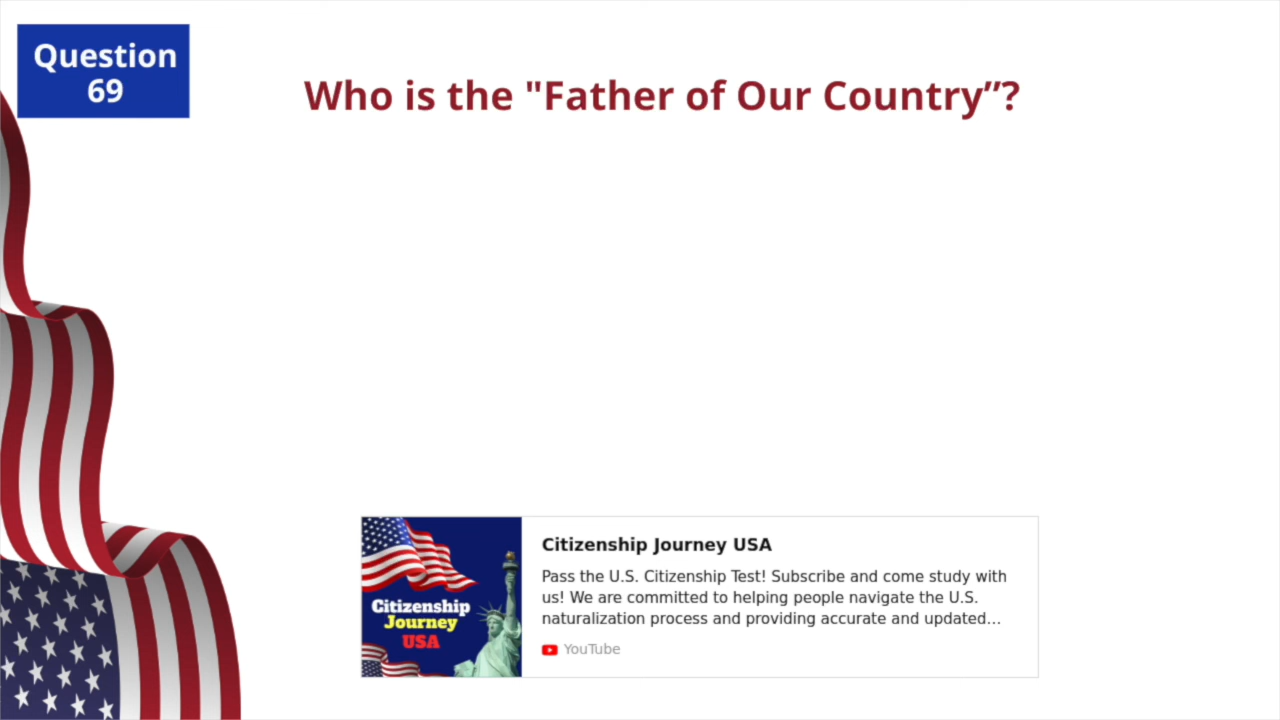 Question
69
Who is the "Father of Our Country”?
Citizenship Journey USA
Pass the U.S. Citizenship Test! Subscribe and come study with
us! We are committed to helping people navigate the U.S.
naturalization process and providing accurate and updated...
YouTube
Citizenship
Journey
USA